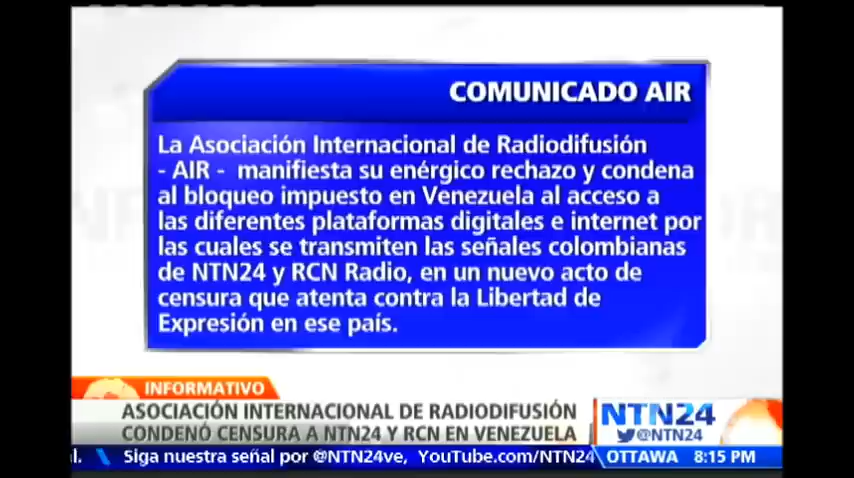 COMUNICADO AIR
La Asociación Internacional de Radiodifusión
- AIR - manifiesta su enérgico rechazo y condena
al bloqueo impuesto en Venezuela al acceso a
las diferentes plataformas digitales e internet por
las cuales se transmiten las señales colombianas
de NTN24 y RCN Radio, en un nuevo acto de
censura que atenta contra la Libertad de
Expresión en ese país.
INFORMATIVO
ASOCIACIÓN INTERNACIONAL DE RADIODIFUSIÓN
CONDENÓ CENSURA A NTN24 Y RCN EN VENEZUELA
NTN24
@NTN24
al. \ Siga nuestra señal por @NTN24ve, YouTube.com/NTN24
OTTAWA 8:15 PM